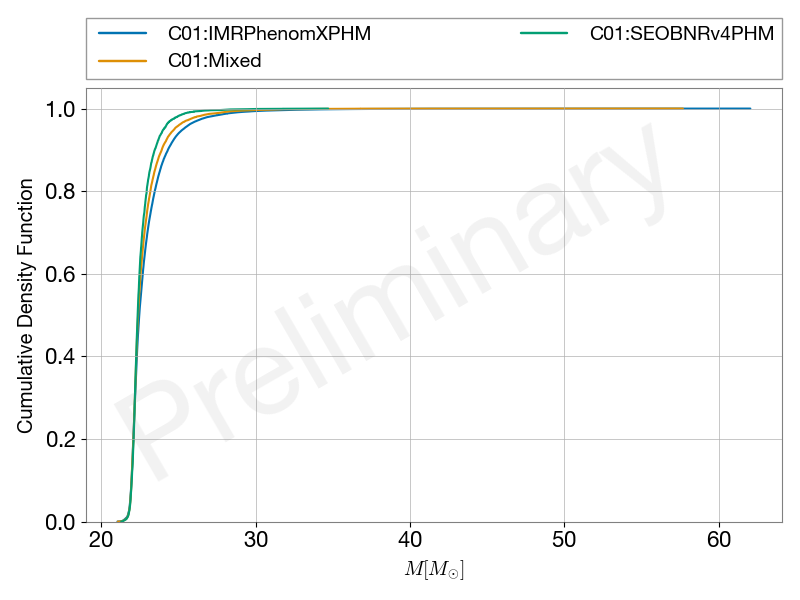 C01:IMRPhenomXPHM
C01:Mixed
C01:SEOBNRv4PHM
1.0
0.8
0.6
0.4
0.2
0.0
Cumulative Density Function
Preliminary
20 30 40 50 60
M[M⊙]